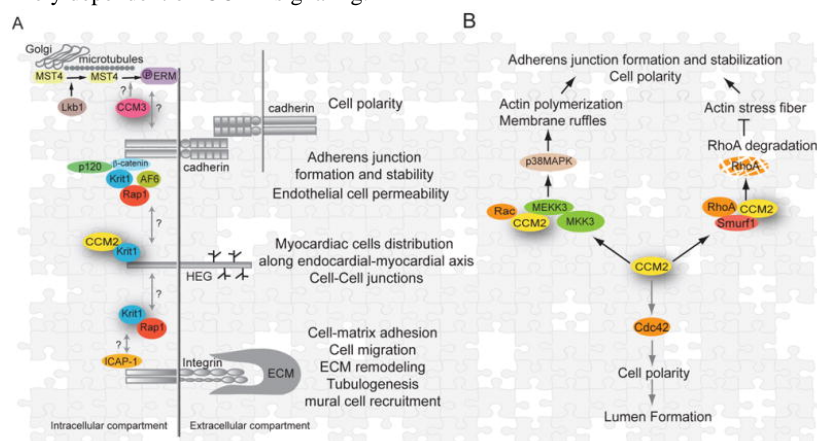 A
Golgi
microtubules
MST4
MST4
P
ERM
?
?
Lkb1
CCM3
cadherin
Cell polarity
p120
β-catenin
cadherin
Krit1
AF6
Rap1
Adherens junction
formation and stability
Endothelial cell permeability
?
CCM2
Krit1
HEG
Myocardiac cells distribution
along endocardial-myocardial axis
Cell-Cell junctions
?
Krit1
Rap1
?
ICAP-1
Integrin
ECM
Cell-matrix adhesion
Cell migration
ECM remodeling
Tubulogenesis
mural cell recruitment
Intracellular compartment
Extracellular compartment
B
Adherens junction formation and stabilization
Cell polarity
Actin polymerization
Membrane ruffles
Actin stress fiber
p38MAPK
RhoA degradation
RhoA
Rac
MEKK3
CCM2
MKK3
RhoA
CCM2
Smurf1
CCM2
Cdc42
Cell polarity
Lumen Formation